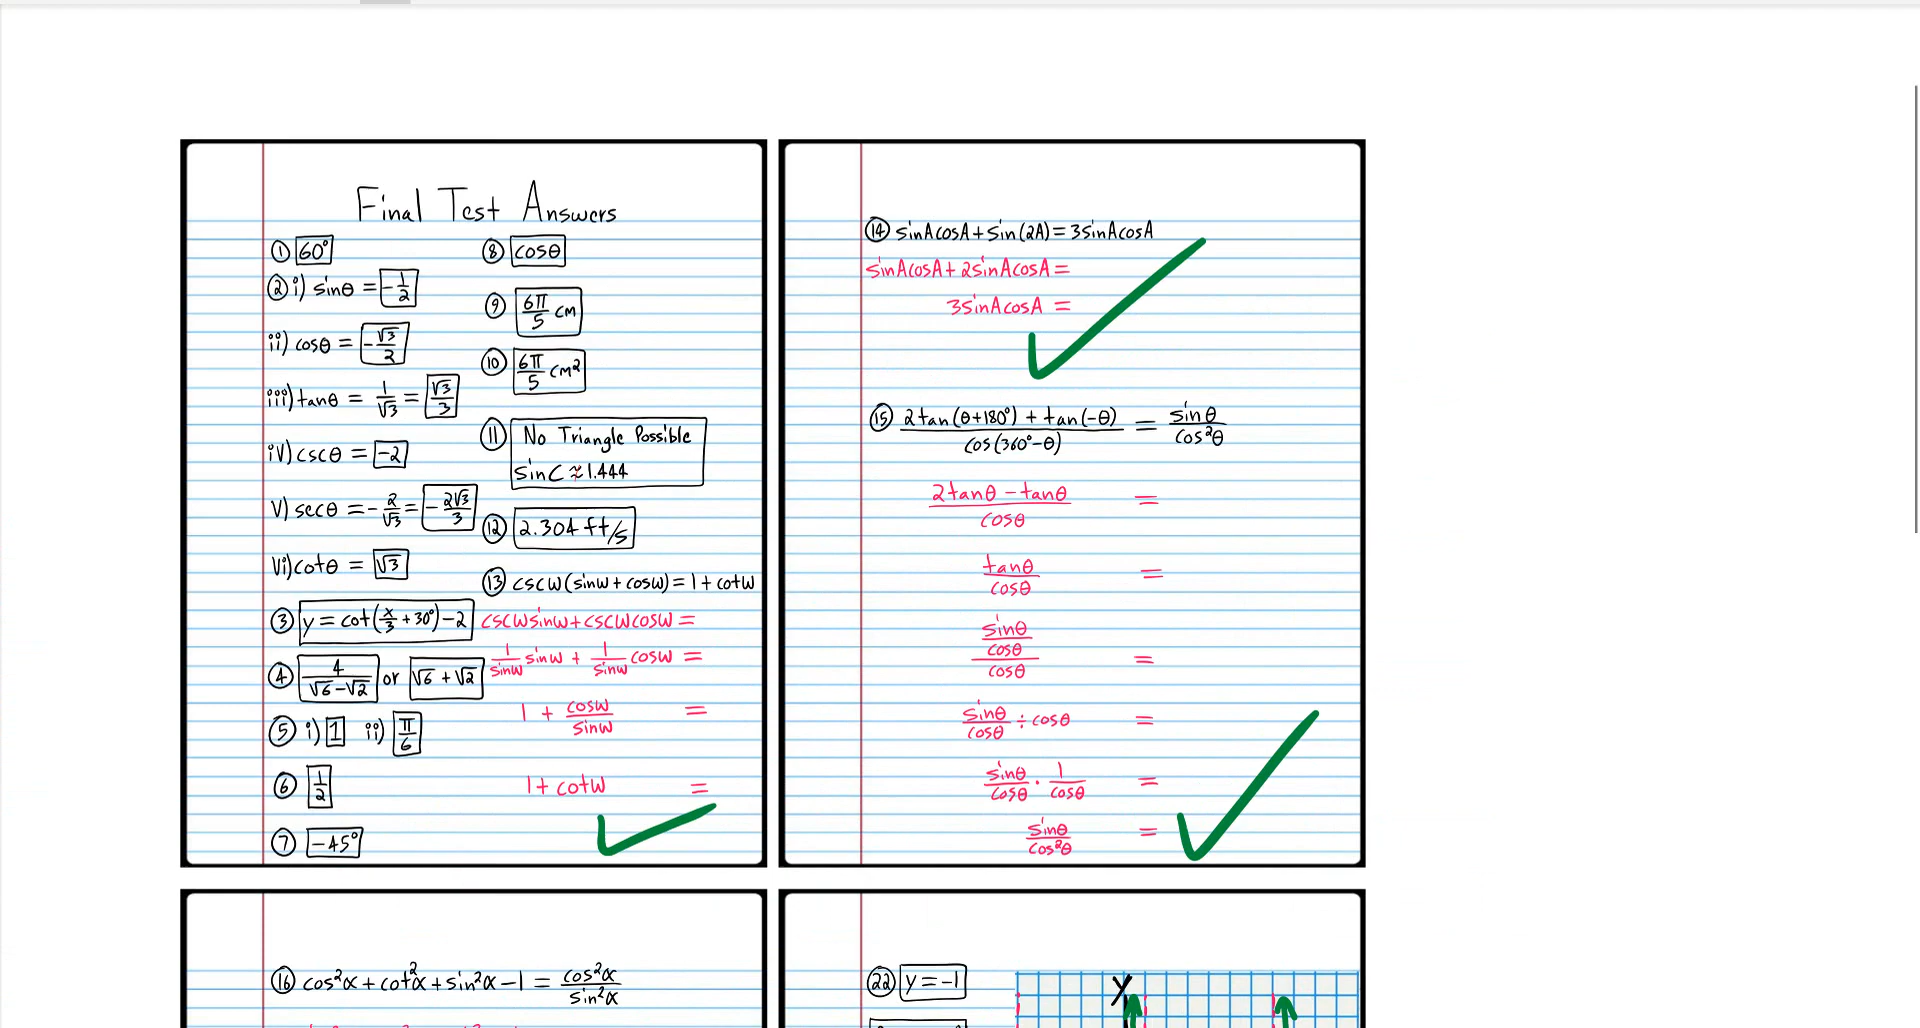 Final Test Answers
① 60°
② i) sinθ = -1/2
ii) cosθ = -√3/2
iii) tanθ = 1/√3 = √3/3
iv) cscθ = -2
v) secθ = -2/√3 = -2√3/3
vi) cotθ = √3
③ y = cot(x/3 + 30°) - 2
④ 4/(√6-√2) or √6 + √2
⑤ i) 1 ii) π/6
⑥ 1/2
⑦ -45°
⑧ cosθ
⑨ 6π/5 cm
⑩ 6π/5 cm²
⑪ No Triangle Possible
sinC ≈ 1.444
⑫ 2.304 ft/s
⑬ cscw(sinw + cosw) = 1 + cotw
cscwsinw + cscwcosw =
1/sinw sinw + 1/sinw cosw =
1 + cosw/sinw =
1 + cotw =
⑭ sinAcosA + sin(2A) = 3sinAcosA
sinAcosA + 2sinAcosA =
3sinAcosA =
⑮ (2tan(θ+180°) + tan(-θ))/cos(360°-θ) = sinθ/cos²θ
(2tanθ - tanθ)/cosθ =
tanθ/cosθ =
(sinθ/cosθ)/cosθ =
sinθ/cosθ ÷ cosθ =
sinθ/cosθ · 1/cosθ =
sinθ/cos²θ =
⑯ cos²α + cot²α + sin²α - 1 = cos²α/sin²α
㉒ y = -1
y